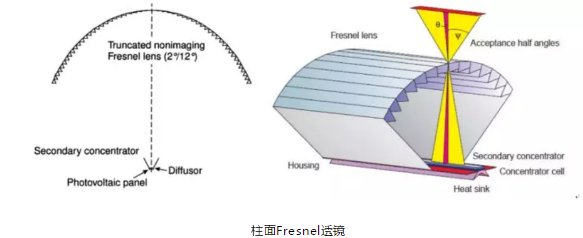 Truncated nonimaging
Fresnel lens (2°/12°)
Secondary concentrator
Diffusor
Photovoltaic panel
Fresnel lens
θ
ψ
Acceptance half angles
Housing
Secondary concentrator
Concentrator cell
Heat sink
柱面Fresnel透镜